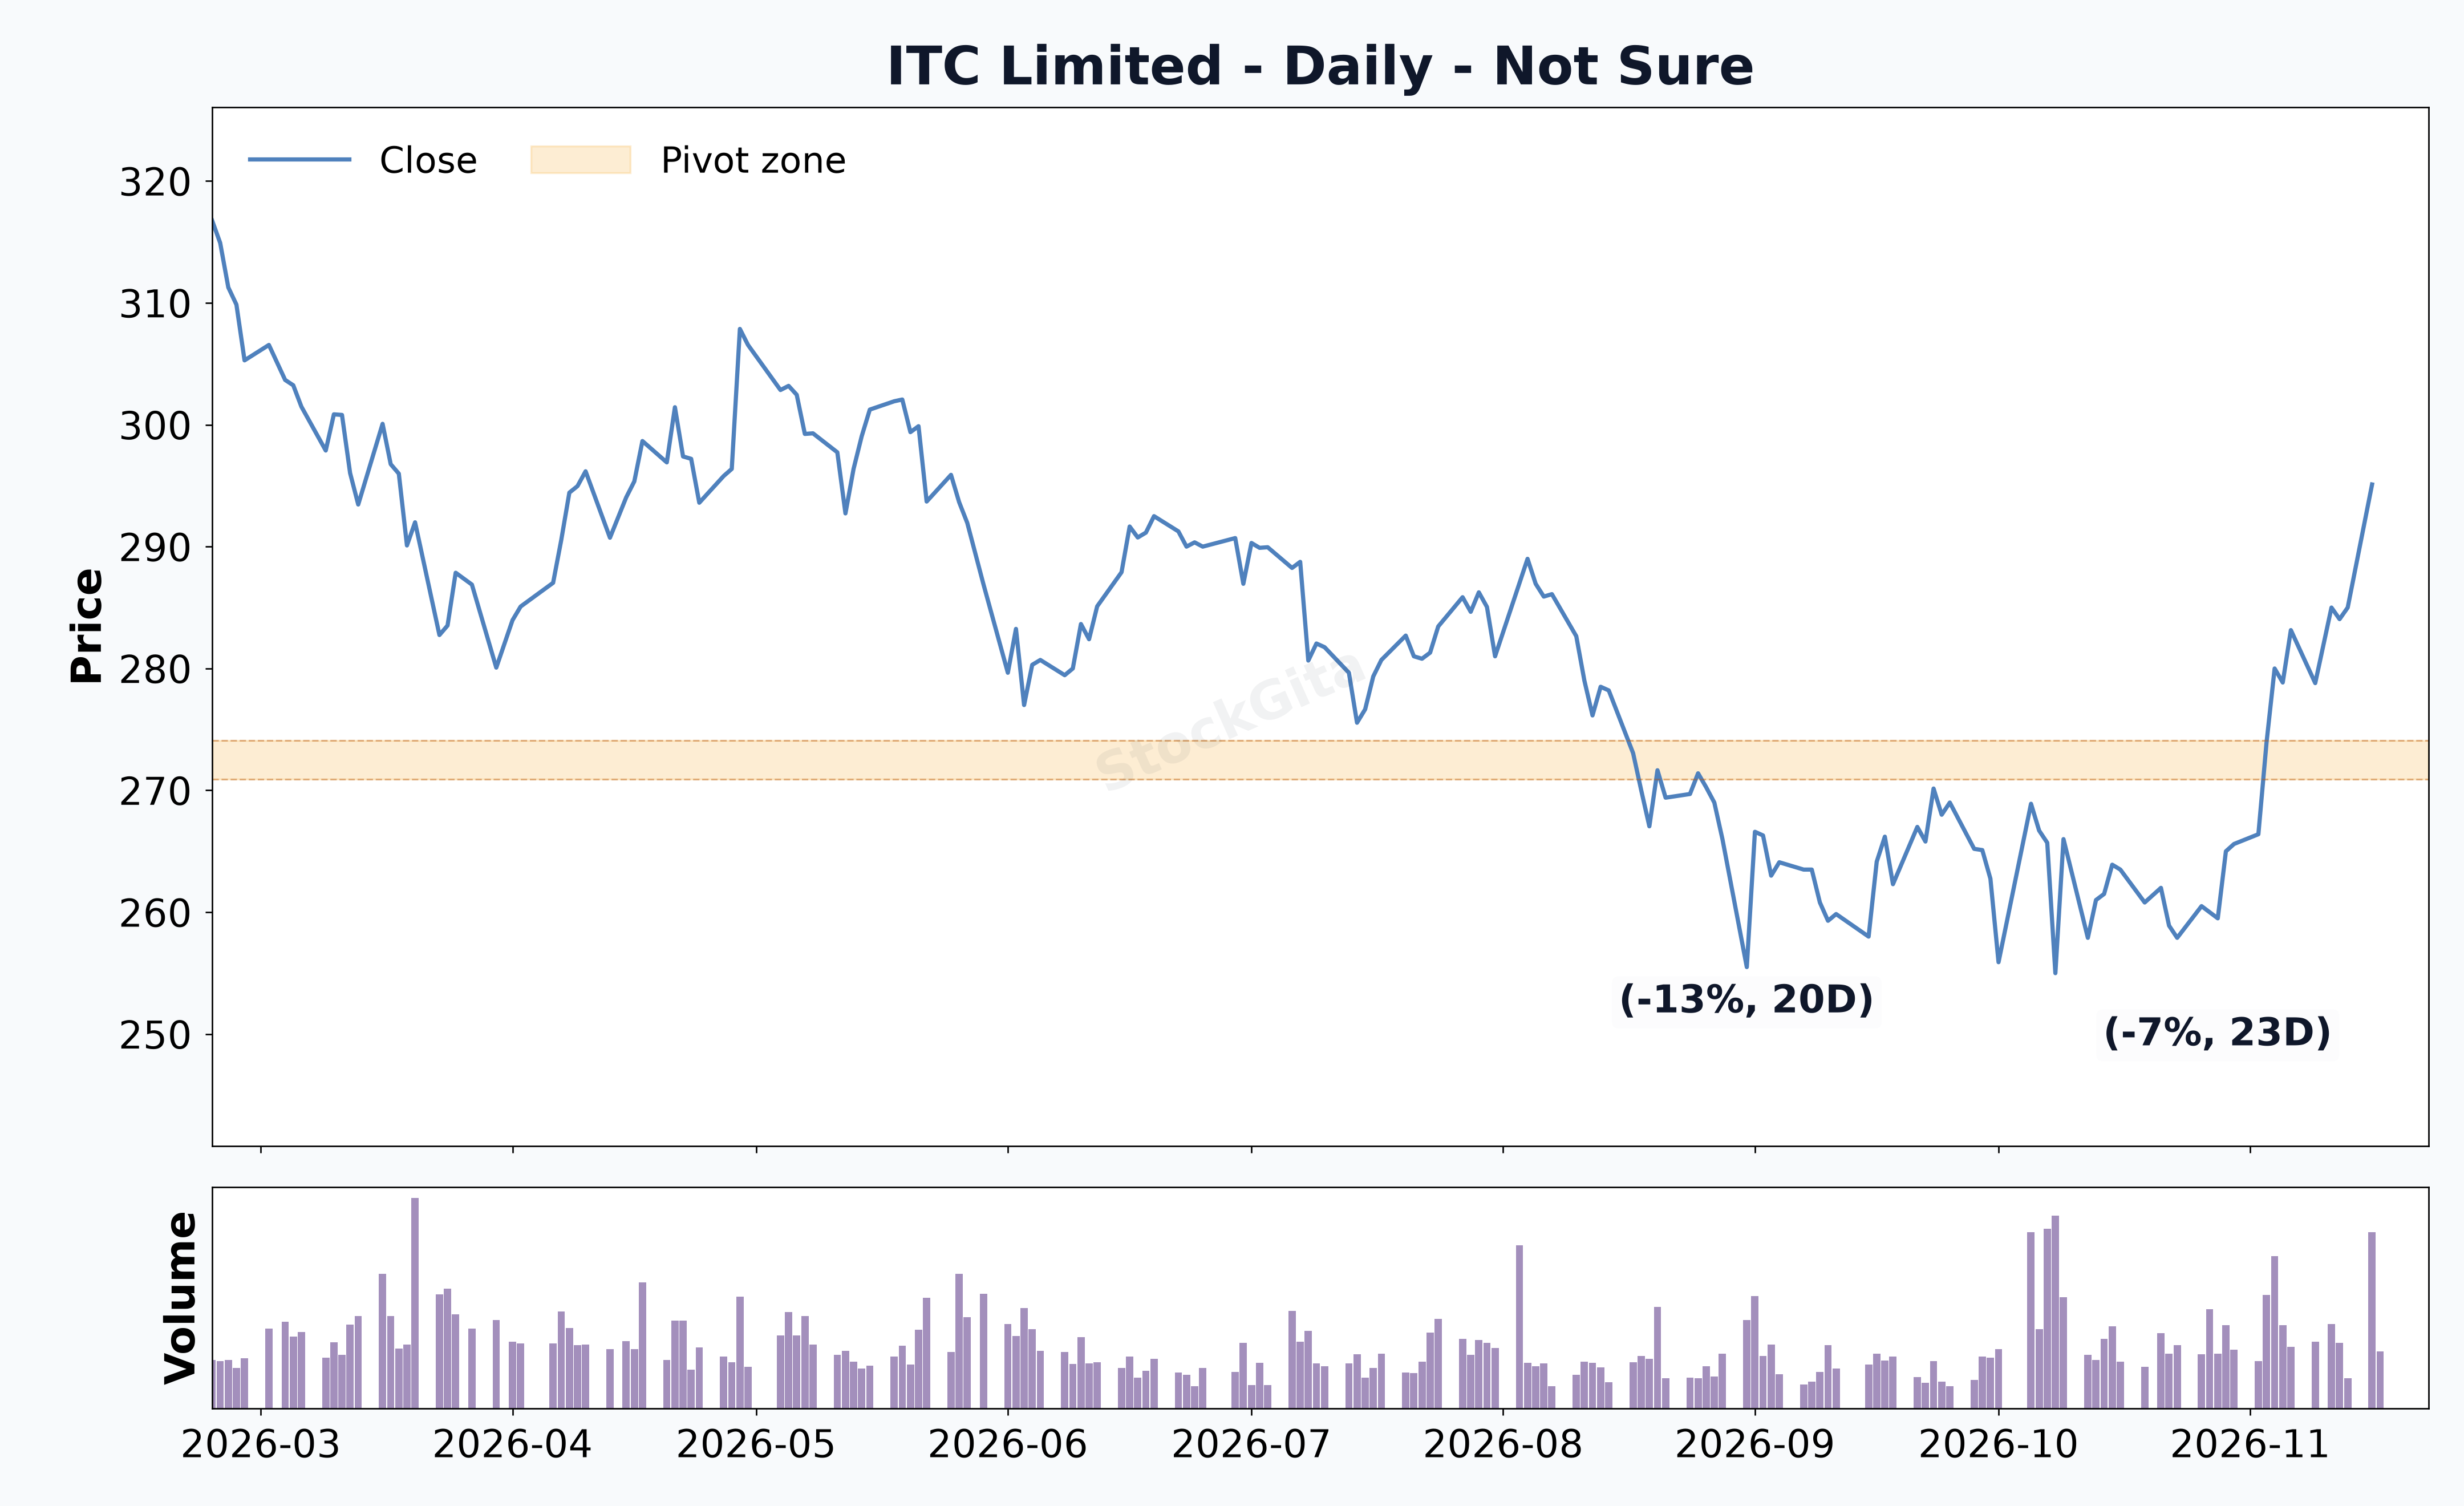 ITC Limited - Daily - Not Sure
Close
Pivot zone
320
310
300
290
280
270
260
250
Price
StockGita
(-13%, 20D)
(-7%, 23D)
Volume
2026-03
2026-04
2026-05
2026-06
2026-07
2026-08
2026-09
2026-10
2026-11